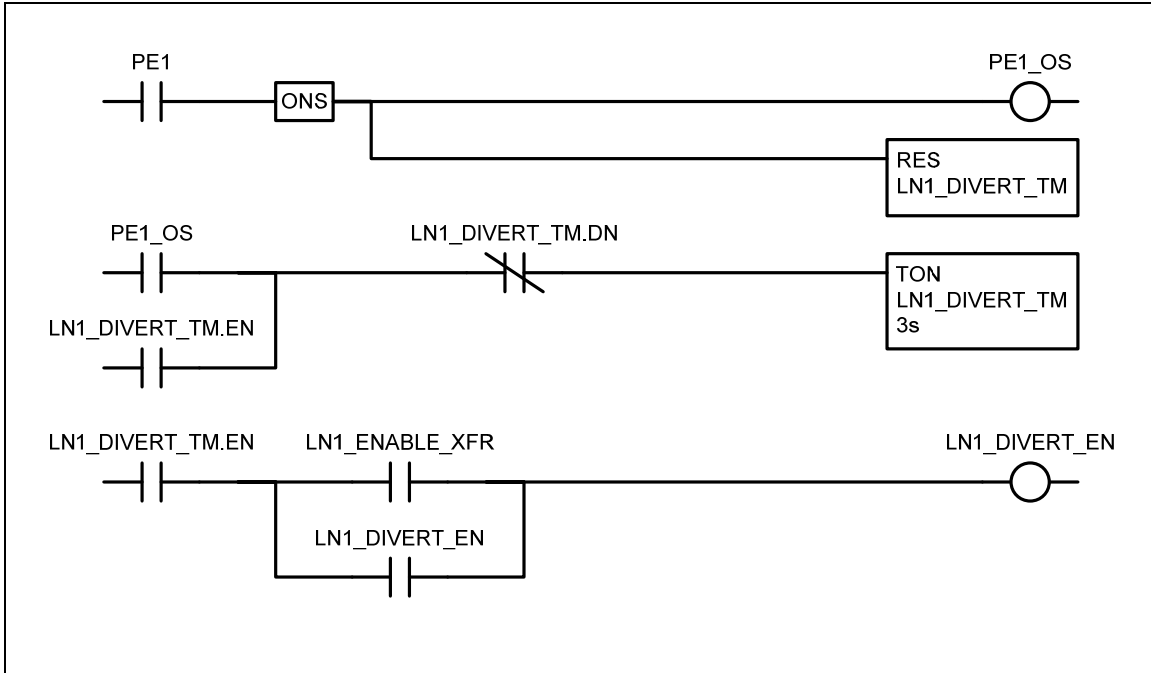 PE1
PE1_OS
ONS
RES
LN1_DIVERT_TM
PE1_OS
LN1_DIVERT_TM.DN
TON
LN1_DIVERT_TM
3s
LN1_DIVERT_TM.EN
LN1_DIVERT_TM.EN
LN1_ENABLE_XFR
LN1_DIVERT_EN
LN1_DIVERT_EN